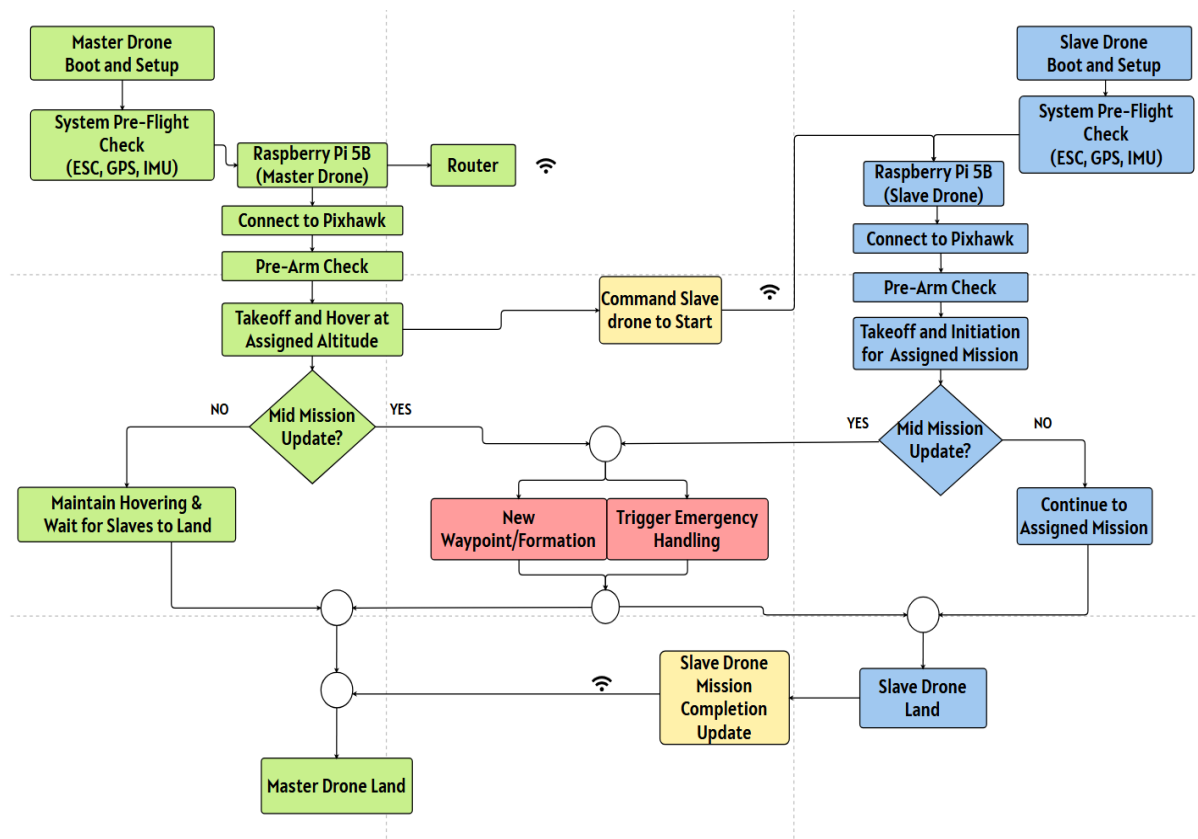 Master Drone
Boot and Setup
Slave Drone
Boot and Setup
System Pre-Flight
Check
(ESC, GPS, IMU)
System Pre-Flight
Check
(ESC, GPS, IMU)
Raspberry Pi 5B
(Master Drone)
Router
Raspberry Pi 5B
(Slave Drone)
Connect to Pixhawk
Connect to Pixhawk
Pre-Arm Check
Pre-Arm Check
Takeoff and Hover at
Assigned Altitude
Command Slave
drone to Start
Takeoff and Initiation
for Assigned Mission
NO
Mid Mission
Update?
YES
YES
Mid Mission
Update?
NO
Maintain Hovering &
Wait for Slaves to Land
New
Waypoint/Formation
Trigger Emergency
Handling
Continue to
Assigned Mission
Slave Drone
Mission
Completion
Update
Slave Drone
Land
Master Drone Land